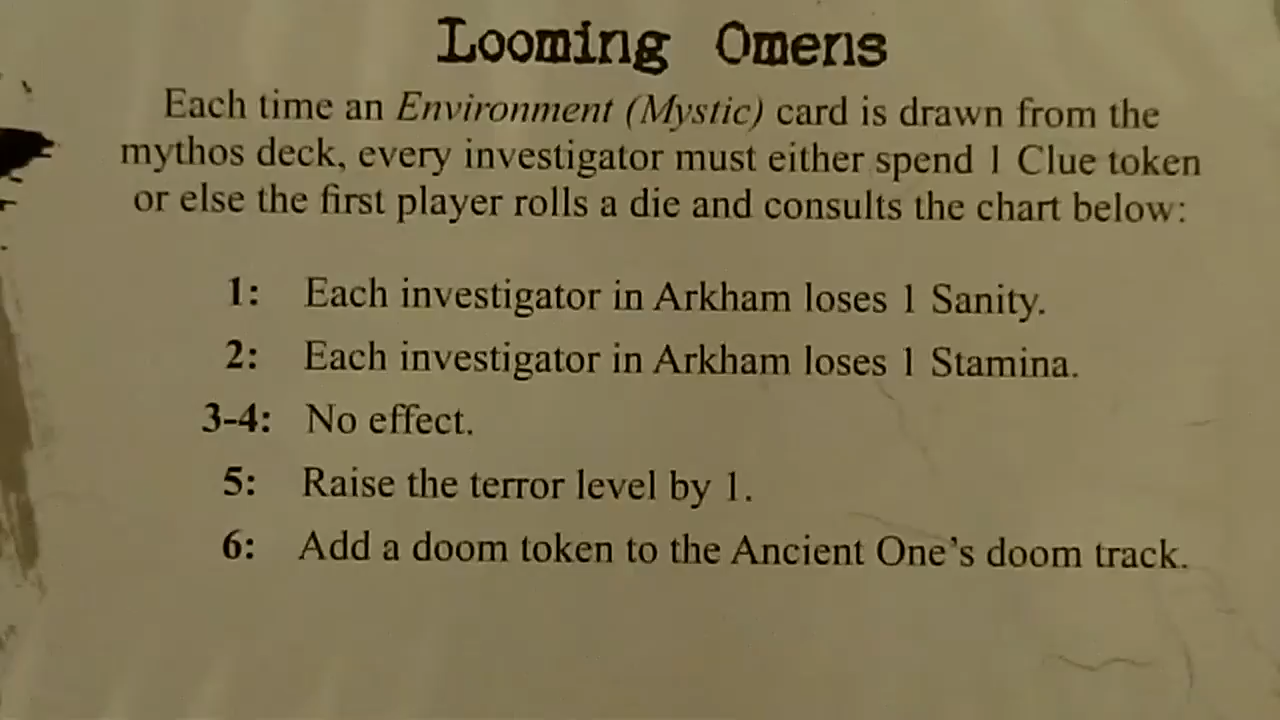 Looming Omens
Each time an Environment (Mystic) card is drawn from the
mythos deck, every investigator must either spend 1 Clue token
or else the first player rolls a die and consults the chart below:
1: Each investigator in Arkham loses 1 Sanity.
2: Each investigator in Arkham loses 1 Stamina.
3-4: No effect.
5: Raise the terror level by 1.
6: Add a doom token to the Ancient One's doom track.